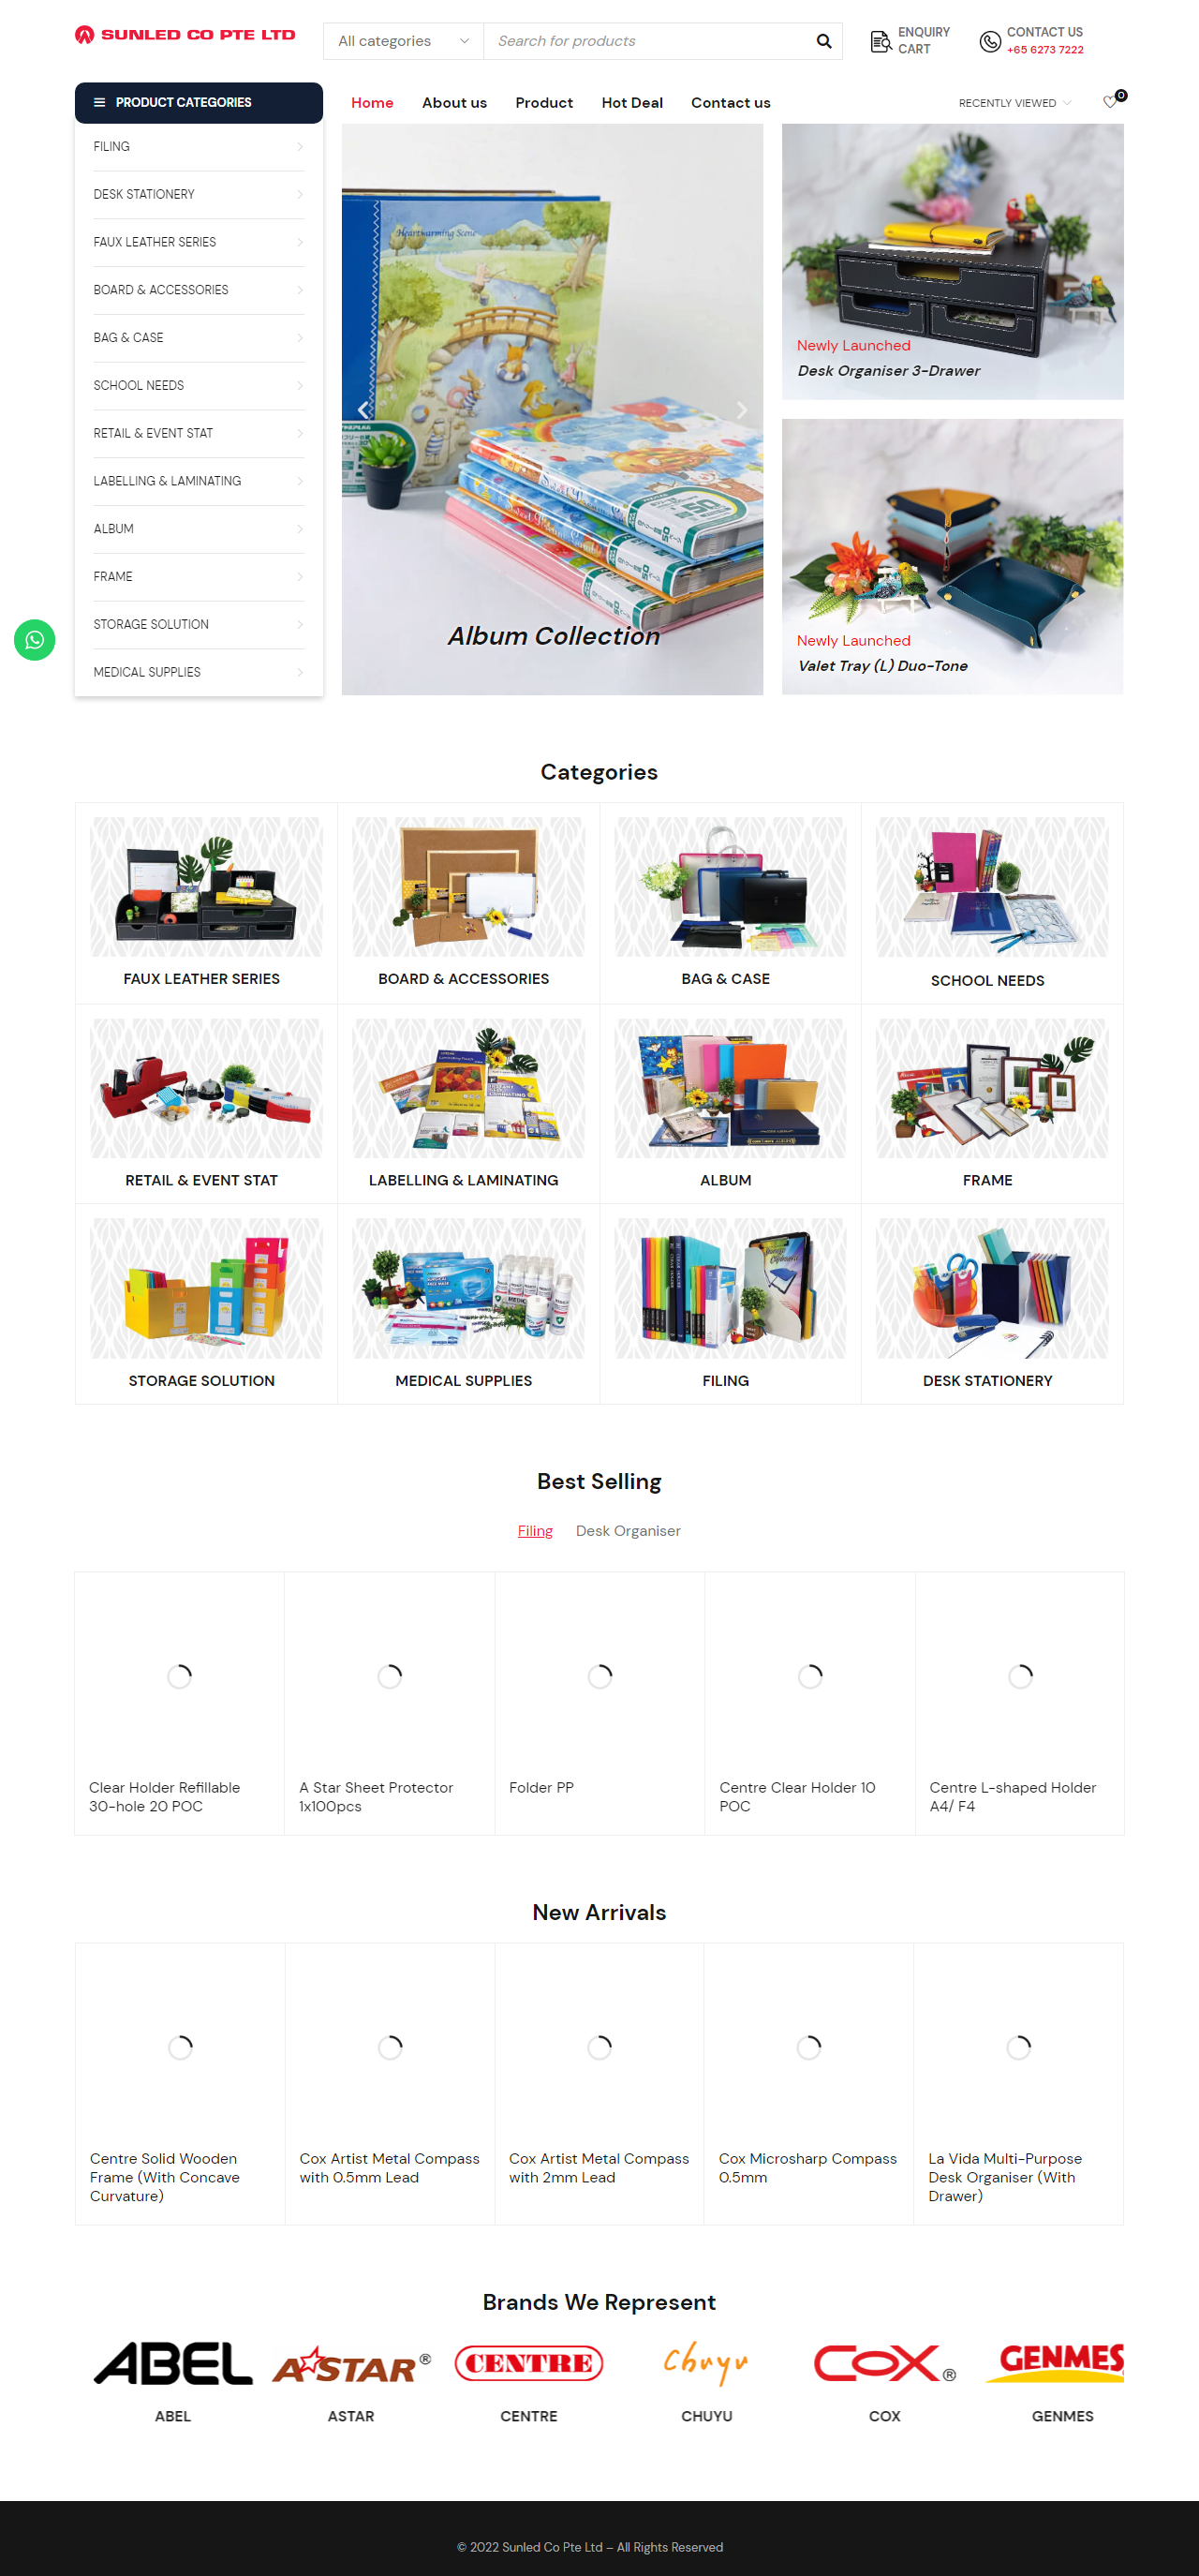 SUNLED CO PTE LTD
All categories
Search for products
ENQUIRY
CART
CONTACT US
+65 6273 7222
PRODUCT CATEGORIES
Home
About us
Product
Hot Deal
Contact us
RECENTLY VIEWED
0
FILING
DESK STATIONERY
FAUX LEATHER SERIES
BOARD & ACCESSORIES
BAG & CASE
SCHOOL NEEDS
RETAIL & EVENT STAT
LABELLING & LAMINATING
ALBUM
FRAME
STORAGE SOLUTION
MEDICAL SUPPLIES
Heartwarming Scene
Album Collection
Newly Launched
Desk Organiser 3-Drawer
Newly Launched
Valet Tray (L) Duo-Tone
Categories
FAUX LEATHER SERIES
BOARD & ACCESSORIES
BAG & CASE
SCHOOL NEEDS
RETAIL & EVENT STAT
LABELLING & LAMINATING
ALBUM
FRAME
STORAGE SOLUTION
MEDICAL SUPPLIES
FILING
DESK STATIONERY
Best Selling
Filing
Desk Organiser
Clear Holder Refillable
30-hole 20 POC
A Star Sheet Protector
1x100pcs
Folder PP
Centre Clear Holder 10
POC
Centre L-shaped Holder
A4/ F4
New Arrivals
Centre Solid Wooden
Frame (With Concave
Curvature)
Cox Artist Metal Compass
with 0.5mm Lead
Cox Artist Metal Compass
with 2mm Lead
Cox Microsharp Compass
0.5mm
La Vida Multi-Purpose
Desk Organiser (With
Drawer)
Brands We Represent
ABEL
ASTAR®
CENTRE
chuyu
COX®
GENMES
ABEL
ASTAR
CENTRE
CHUYU
COX
GENMES
© 2022 Sunled Co Pte Ltd – All Rights Reserved